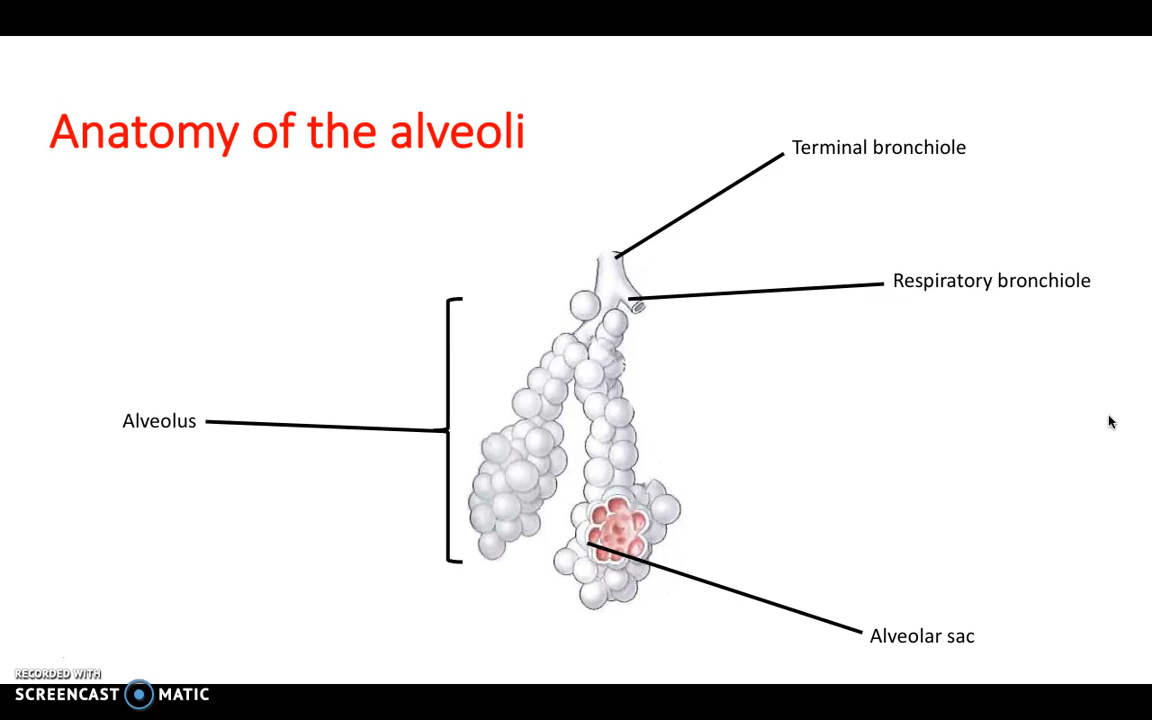 Anatomy of the alveoli
Terminal bronchiole
Respiratory bronchiole
Alveolus
Alveolar sac
RECORDED WITH
SCREENCAST MATIC